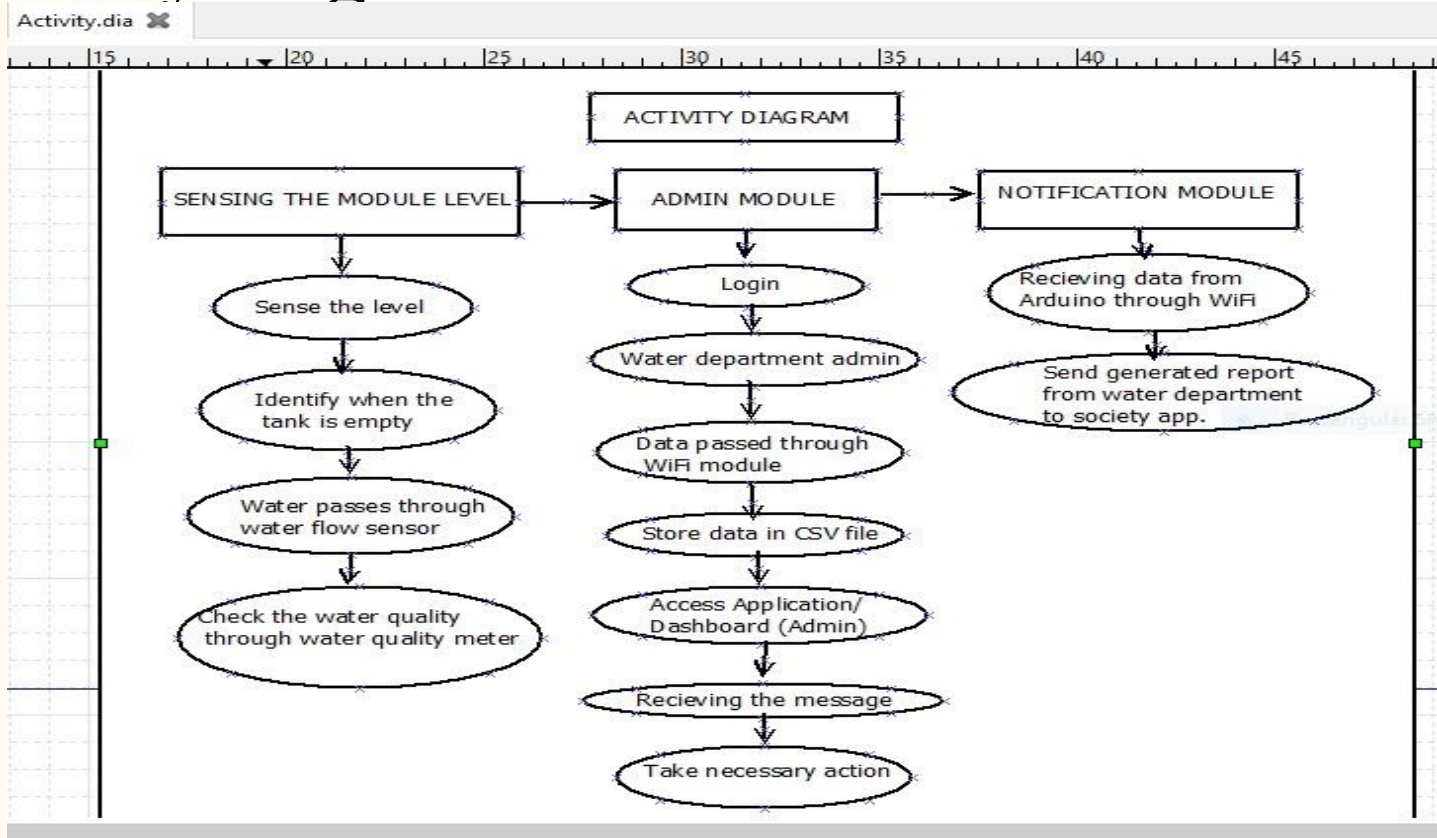 Activity.dia
15 20 25 30 35 40 45
ACTIVITY DIAGRAM
SENSING THE MODULE LEVEL
ADMIN MODULE
NOTIFICATION MODULE
Sense the level
Identify when the
tank is empty
Water passes through
water flow sensor
Check the water quality
through water quality meter
Login
Water department admin
Data passed through
WiFi module
Store data in CSV file
Access Application/
Dashboard (Admin)
Recieving the message
Take necessary action
Recieving data from
Arduino through WiFi
Send generated report
from water department
to society app.